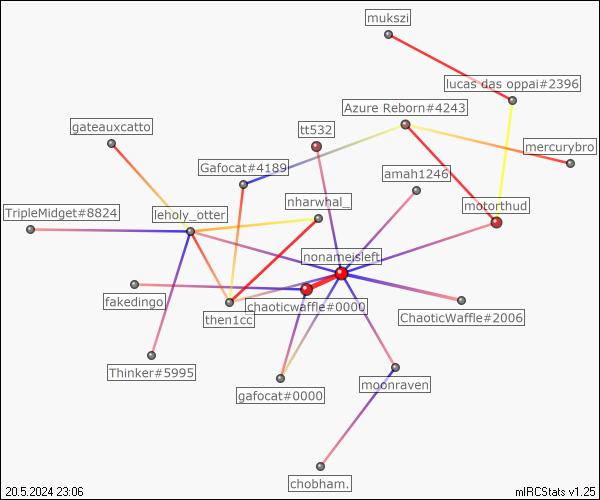 mukszi
lucas das oppai#2396
Azure Reborn#4243
gateauxcatto
tt532
mercurybro
Gafocat#4189
amah1246
nharwhal_
motorthud
TripleMidget#8824
leholy_otter
nonameisleft
fakedingo
chaoticwaffle#0000
then1cc
ChaoticWaffle#2006
Thinker#5995
moonraven
gafocat#0000
chobham.
20.5.2024 23:06
mIRCStats v1.25